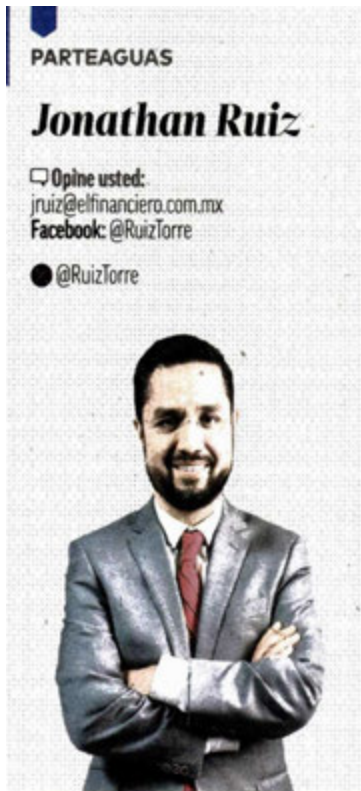 PARTEAGUAS
Jonathan Ruiz
Opine usted:
jruiz@elfinanciero.com.mx
Facebook: @RuizTorre
@RuizTorre